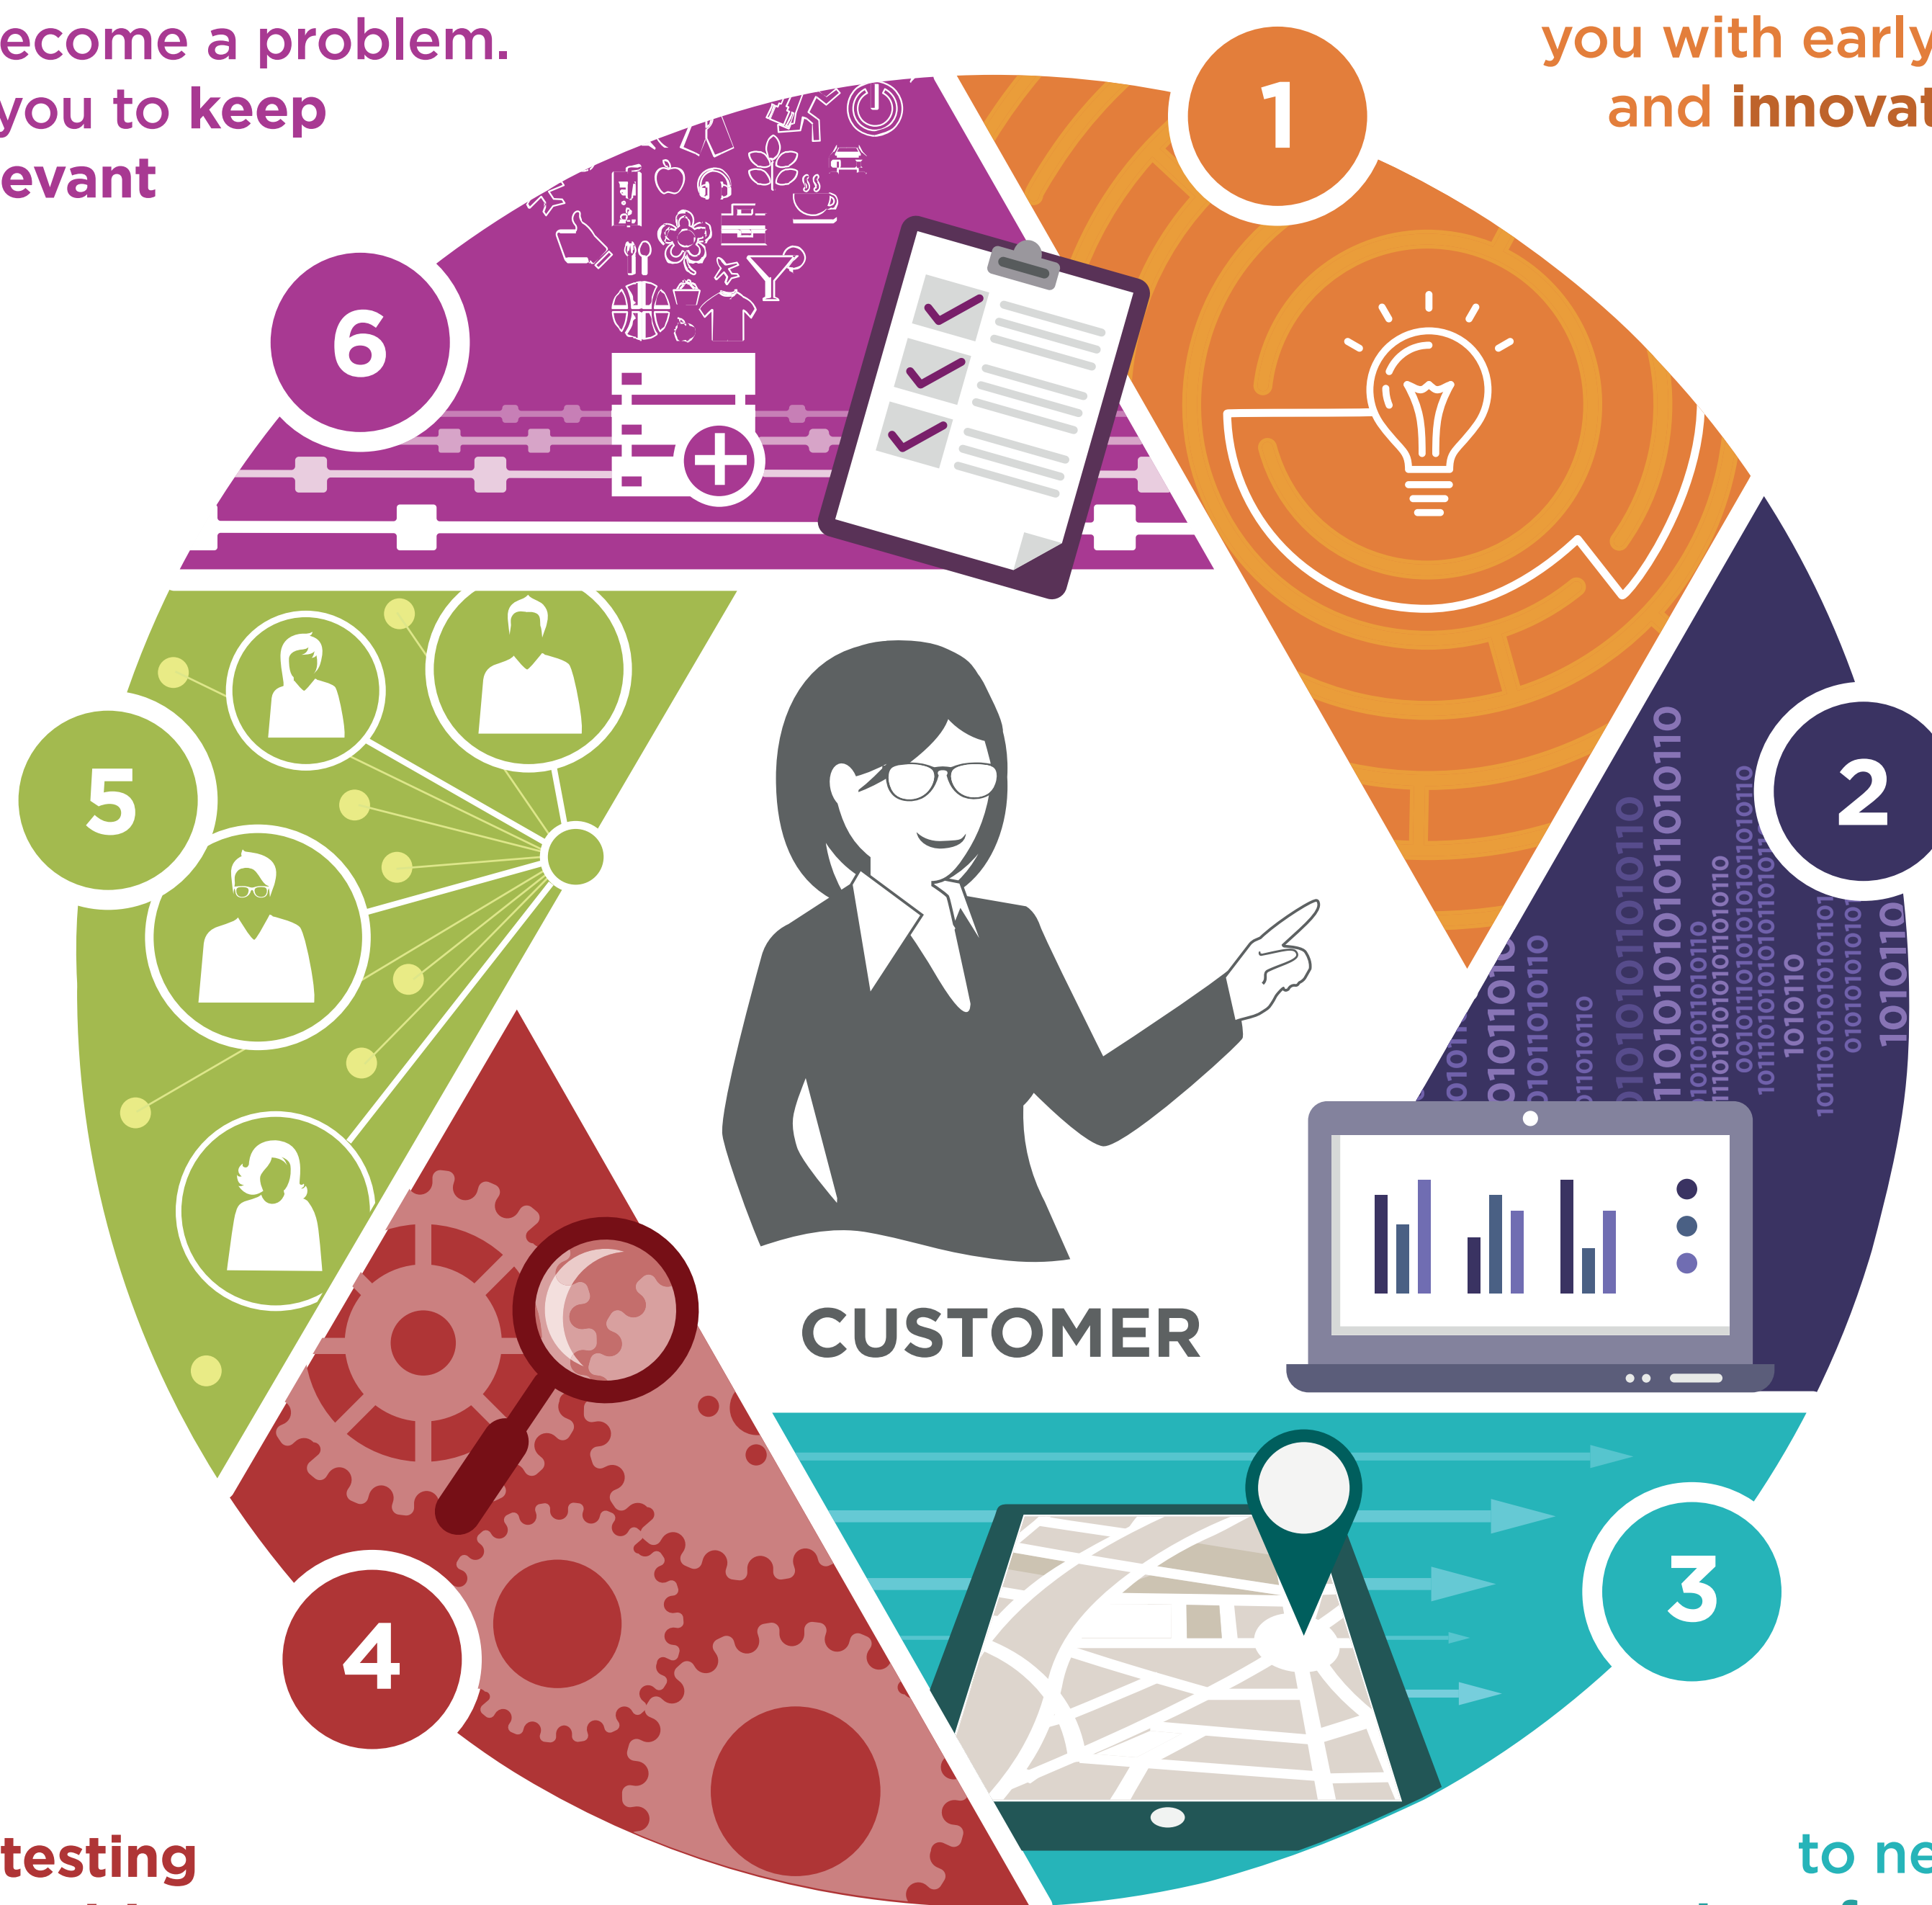 ecome a problem.
you to keep
evant
you with early
and innovat
1
6
2
5
CUSTOMER
3
4
testing
to ne